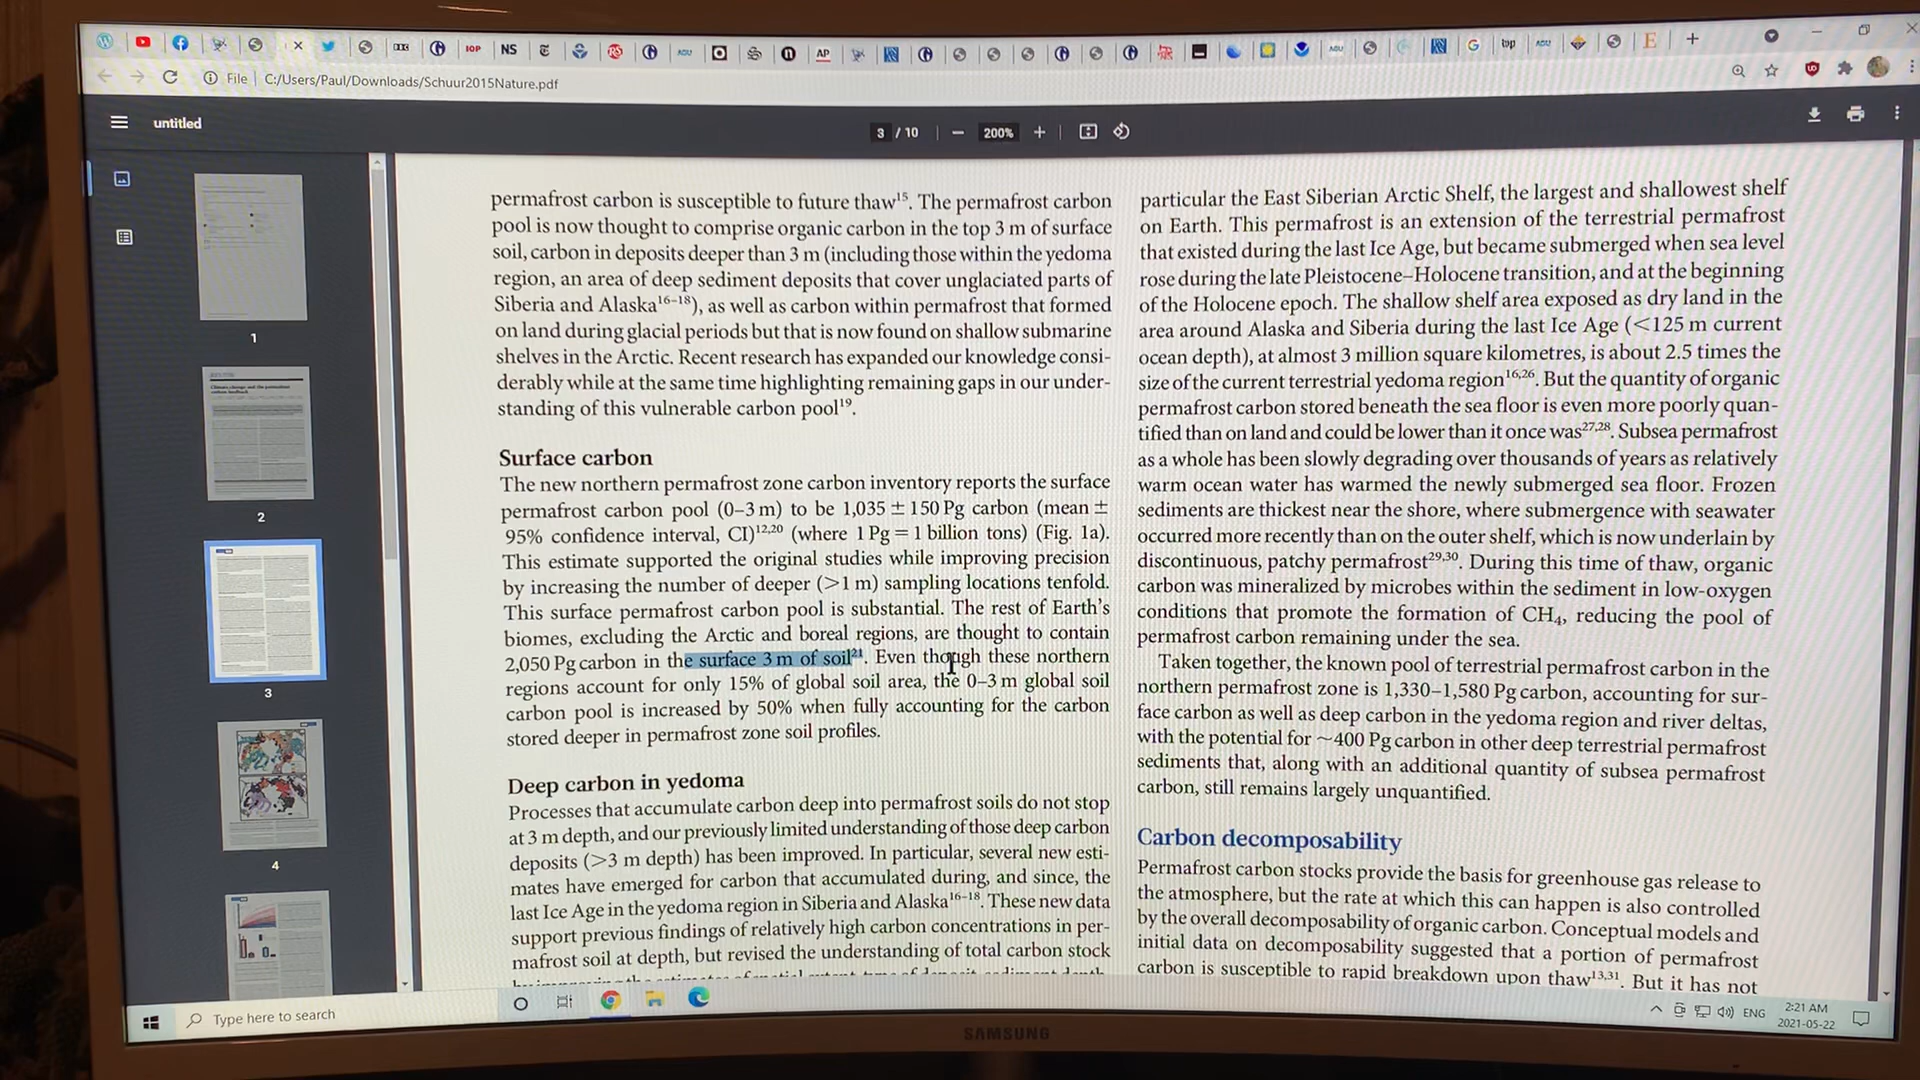 IOP
NS
AGU
AP
AGU
AGU
File | C:/Users/Paul/Downloads/Schuur2015Nature.pdf
untitled
3 / 10
200%
1
2
3
4
permafrost carbon is susceptible to future thaw15. The permafrost carbon
pool is now thought to comprise organic carbon in the top 3 m of surface
soil, carbon in deposits deeper than 3 m (including those within the yedoma
region, an area of deep sediment deposits that cover unglaciated parts of
Siberia and Alaska16–18), as well as carbon within permafrost that formed
on land during glacial periods but that is now found on shallow submarine
shelves in the Arctic. Recent research has expanded our knowledge consi-
derably while at the same time highlighting remaining gaps in our under-
standing of this vulnerable carbon pool19.
Surface carbon
The new northern permafrost zone carbon inventory reports the surface
permafrost carbon pool (0–3 m) to be 1,035 ± 150 Pg carbon (mean ±
95% confidence interval, CI)12,20 (where 1 Pg = 1 billion tons) (Fig. 1a).
This estimate supported the original studies while improving precision
by increasing the number of deeper (>1 m) sampling locations tenfold.
This surface permafrost carbon pool is substantial. The rest of Earth's
biomes, excluding the Arctic and boreal regions, are thought to contain
2,050 Pg carbon in the surface 3 m of soil21. Even though these northern
regions account for only 15% of global soil area, the 0–3 m global soil
carbon pool is increased by 50% when fully accounting for the carbon
stored deeper in permafrost zone soil profiles.
Deep carbon in yedoma
Processes that accumulate carbon deep into permafrost soils do not stop
at 3 m depth, and our previously limited understanding of those deep carbon
deposits (>3 m depth) has been improved. In particular, several new esti-
mates have emerged for carbon that accumulated during, and since, the
last Ice Age in the yedoma region in Siberia and Alaska16–18. These new data
support previous findings of relatively high carbon concentrations in per-
mafrost soil at depth, but revised the understanding of total carbon stock
particular the East Siberian Arctic Shelf, the largest and shallowest shelf
on Earth. This permafrost is an extension of the terrestrial permafrost
that existed during the last Ice Age, but became submerged when sea level
rose during the late Pleistocene–Holocene transition, and at the beginning
of the Holocene epoch. The shallow shelf area exposed as dry land in the
area around Alaska and Siberia during the last Ice Age (<125 m current
ocean depth), at almost 3 million square kilometres, is about 2.5 times the
size of the current terrestrial yedoma region16,26. But the quantity of organic
permafrost carbon stored beneath the sea floor is even more poorly quan-
tified than on land and could be lower than it once was27,28. Subsea permafrost
as a whole has been slowly degrading over thousands of years as relatively
warm ocean water has warmed the newly submerged sea floor. Frozen
sediments are thickest near the shore, where submergence with seawater
occurred more recently than on the outer shelf, which is now underlain by
discontinuous, patchy permafrost29,30. During this time of thaw, organic
carbon was mineralized by microbes within the sediment in low-oxygen
conditions that promote the formation of CH4, reducing the pool of
permafrost carbon remaining under the sea.
Taken together, the known pool of terrestrial permafrost carbon in the
northern permafrost zone is 1,330–1,580 Pg carbon, accounting for sur-
face carbon as well as deep carbon in the yedoma region and river deltas,
with the potential for ~400 Pg carbon in other deep terrestrial permafrost
sediments that, along with an additional quantity of subsea permafrost
carbon, still remains largely unquantified.
Carbon decomposability
Permafrost carbon stocks provide the basis for greenhouse gas release to
the atmosphere, but the rate at which this can happen is also controlled
by the overall decomposability of organic carbon. Conceptual models and
initial data on decomposability suggested that a portion of permafrost
carbon is susceptible to rapid breakdown upon thaw13,31. But it has not
Type here to search
ENG
2:21 AM
2021-05-22
SAMSUNG